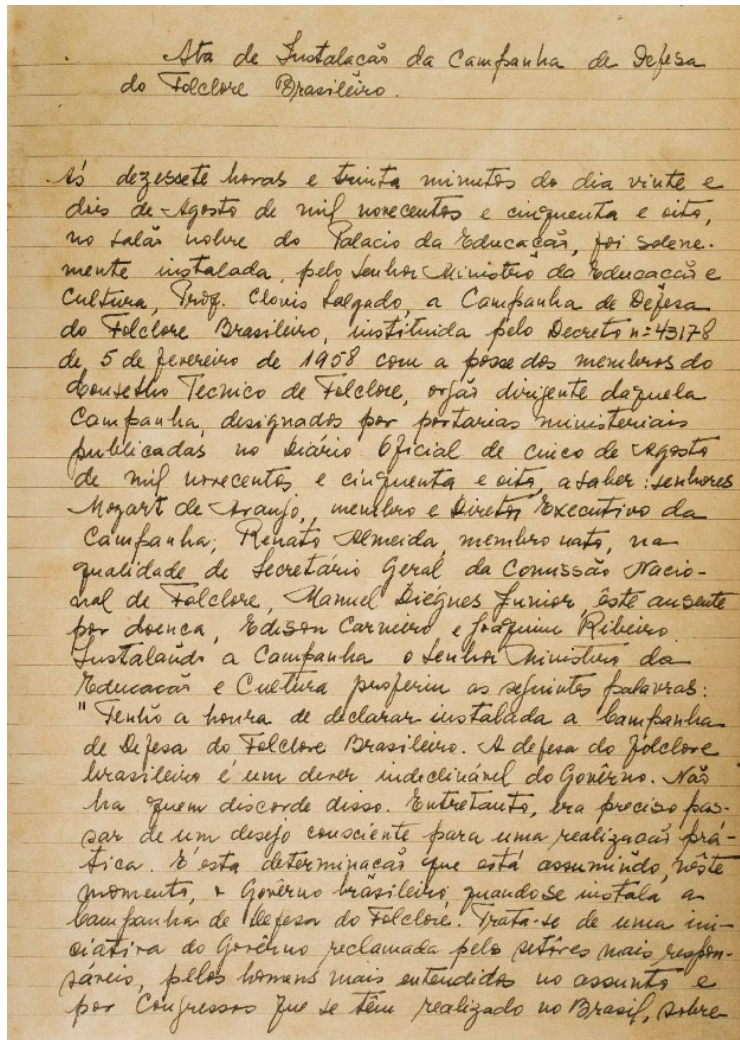 Ata de Instalação da Campanha de Defesa
do Folclore Brasileiro.
Às dezessete horas e trinta minutos do dia vinte e
dois de Agosto de mil novecentos e cinquenta e oito,
no salão nobre do Palacio da Educação, foi solene-
mente instalada, pelo Senhor Ministro da Educação e
Cultura, Prof. Clovis Salgado, a Campanha de Defesa
do Folclore Brasileiro, instituida pelo Decreto nº 43178
de 5 de fevereiro de 1958 com a posse dos membros do
Conselho Tecnico de Folclore, orgão dirigente daquela
Campanha, designados por portarias ministeriais
publicadas no Diário Oficial de cinco de Agosto
de mil novecentos e cinquenta e oito, a saber: senhores
Mozart de Araujo, membro e Diretor Executivo da
Campanha; Renato Almeida, membro nato, na
qualidade de Secretário Geral da Comissão Nacio-
nal de Folclore, Manuel Diégues Junior, êste ausente
por doença, Edison Carneiro e Joaquim Ribeiro
Instalando a Campanha o Senhor Ministro da
Educação e Cultura proferiu as seguintes palavras:
"Tenho a honra de declarar instalada a Campanha
de Defesa do Folclore Brasileiro. A defesa do folclore
brasileiro é um dever indeclinável do Govêrno. Não
ha quem discorde disso. Entretanto, era preciso pas-
sar de um desejo consciente para uma realização prá-
tica. E' esta determinação que está assumindo, nêste
momento, o Govêrno brasileiro, quando se instala a
Campanha de Defesa do Folclore. Trata-se de uma ini-
ciativa do Govêrno reclamada pelo setôres mais respon-
sáveis, pelos homens mais entendidos no assunto e
por Congressos que se têm realizado no Brasil, sobre